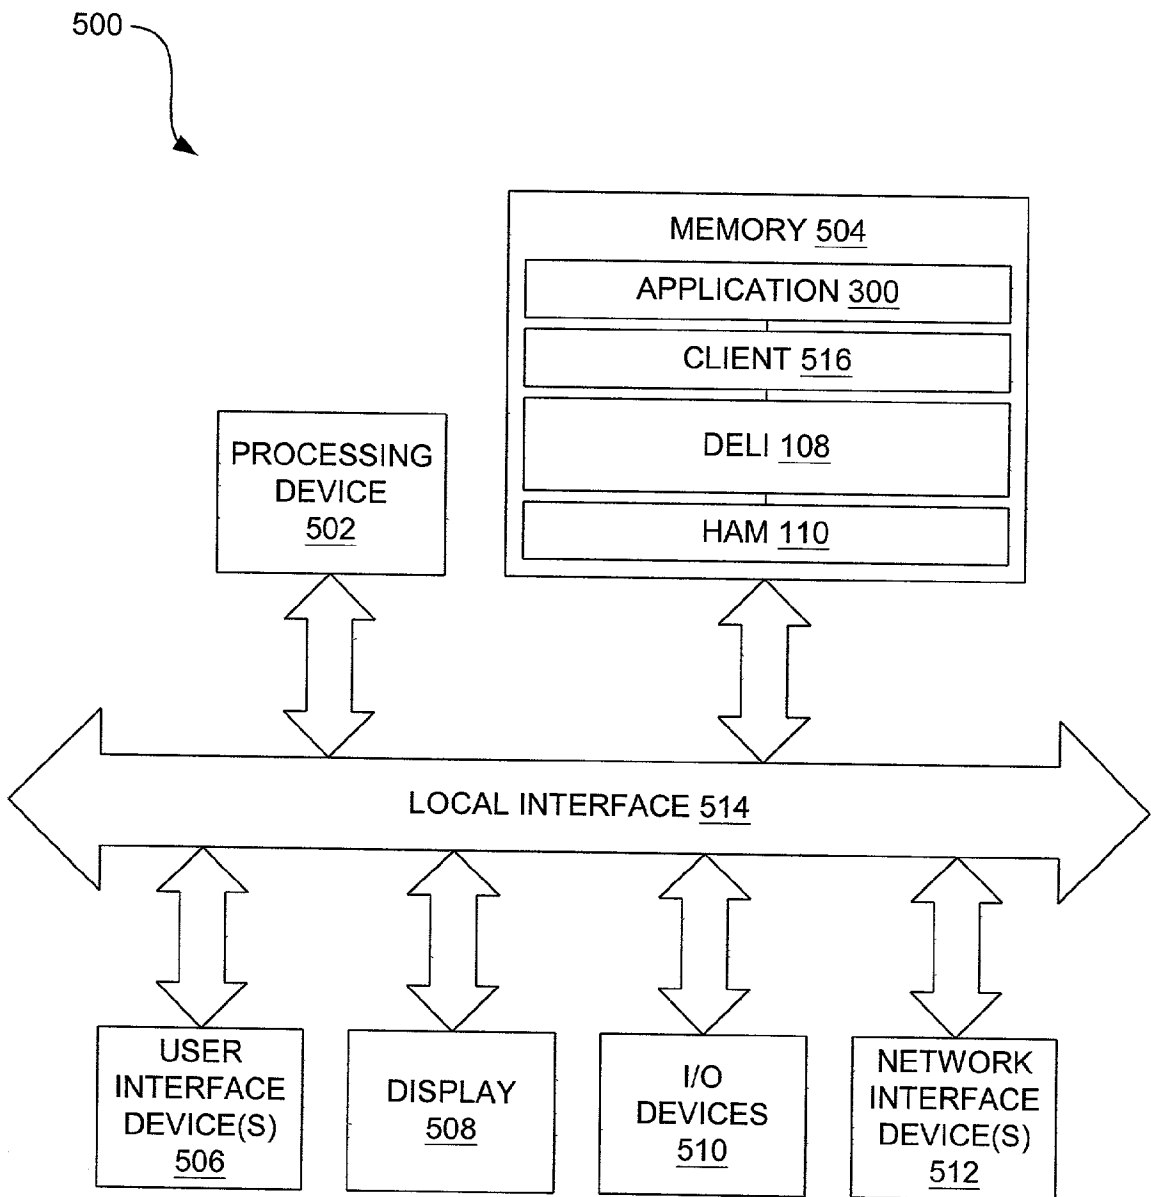 500
MEMORY 504
APPLICATION 300
CLIENT 516
DELI 108
HAM 110
PROCESSING
DEVICE
502
LOCAL INTERFACE 514
USER
INTERFACE
DEVICE(S)
506
DISPLAY
508
I/O
DEVICES
510
NETWORK
INTERFACE
DEVICE(S)
512